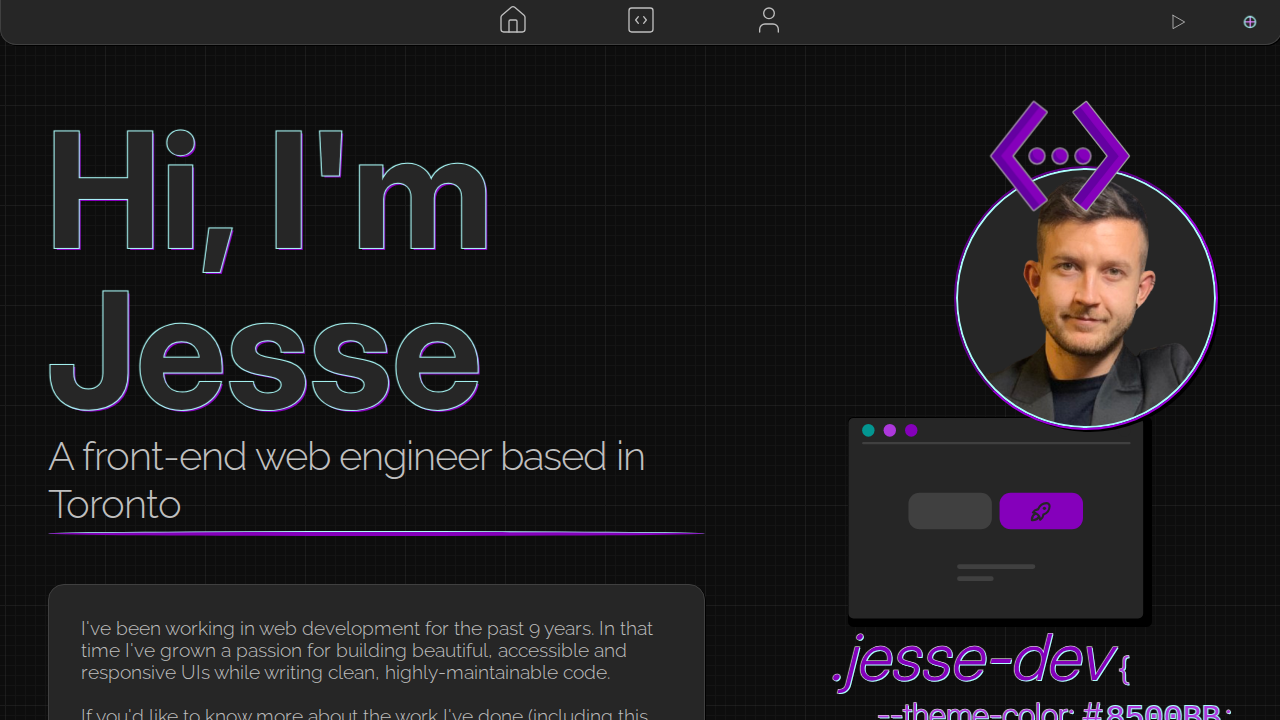 Hi, I'm
Jesse
A front-end web engineer based in
Toronto
I've been working in web development for the past 9 years. In that
time I've grown a passion for building beautiful, accessible and
responsive UIs while writing clean, highly-maintainable code.
If you'd like to know more about the work I've done (including this
.jesse-dev{
--theme-color: #8500BB;